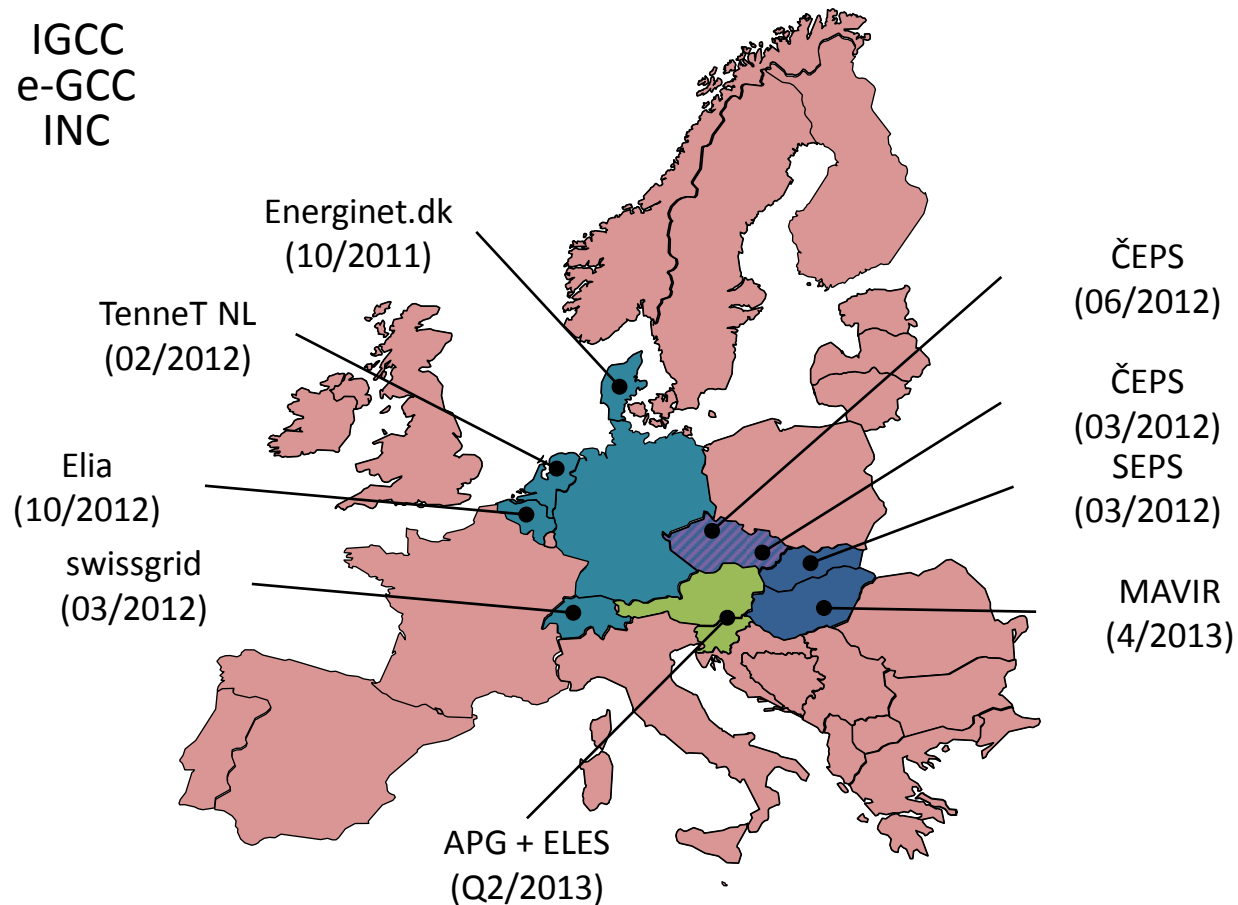 IGCC
e-GCC
INC
Energinet.dk
(10/2011)
TenneT NL
(02/2012)
Elia
(10/2012)
swissgrid
(03/2012)
ČEPS
(06/2012)
ČEPS
(03/2012)
SEPS
(03/2012)
MAVIR
(4/2013)
APG + ELES
(Q2/2013)